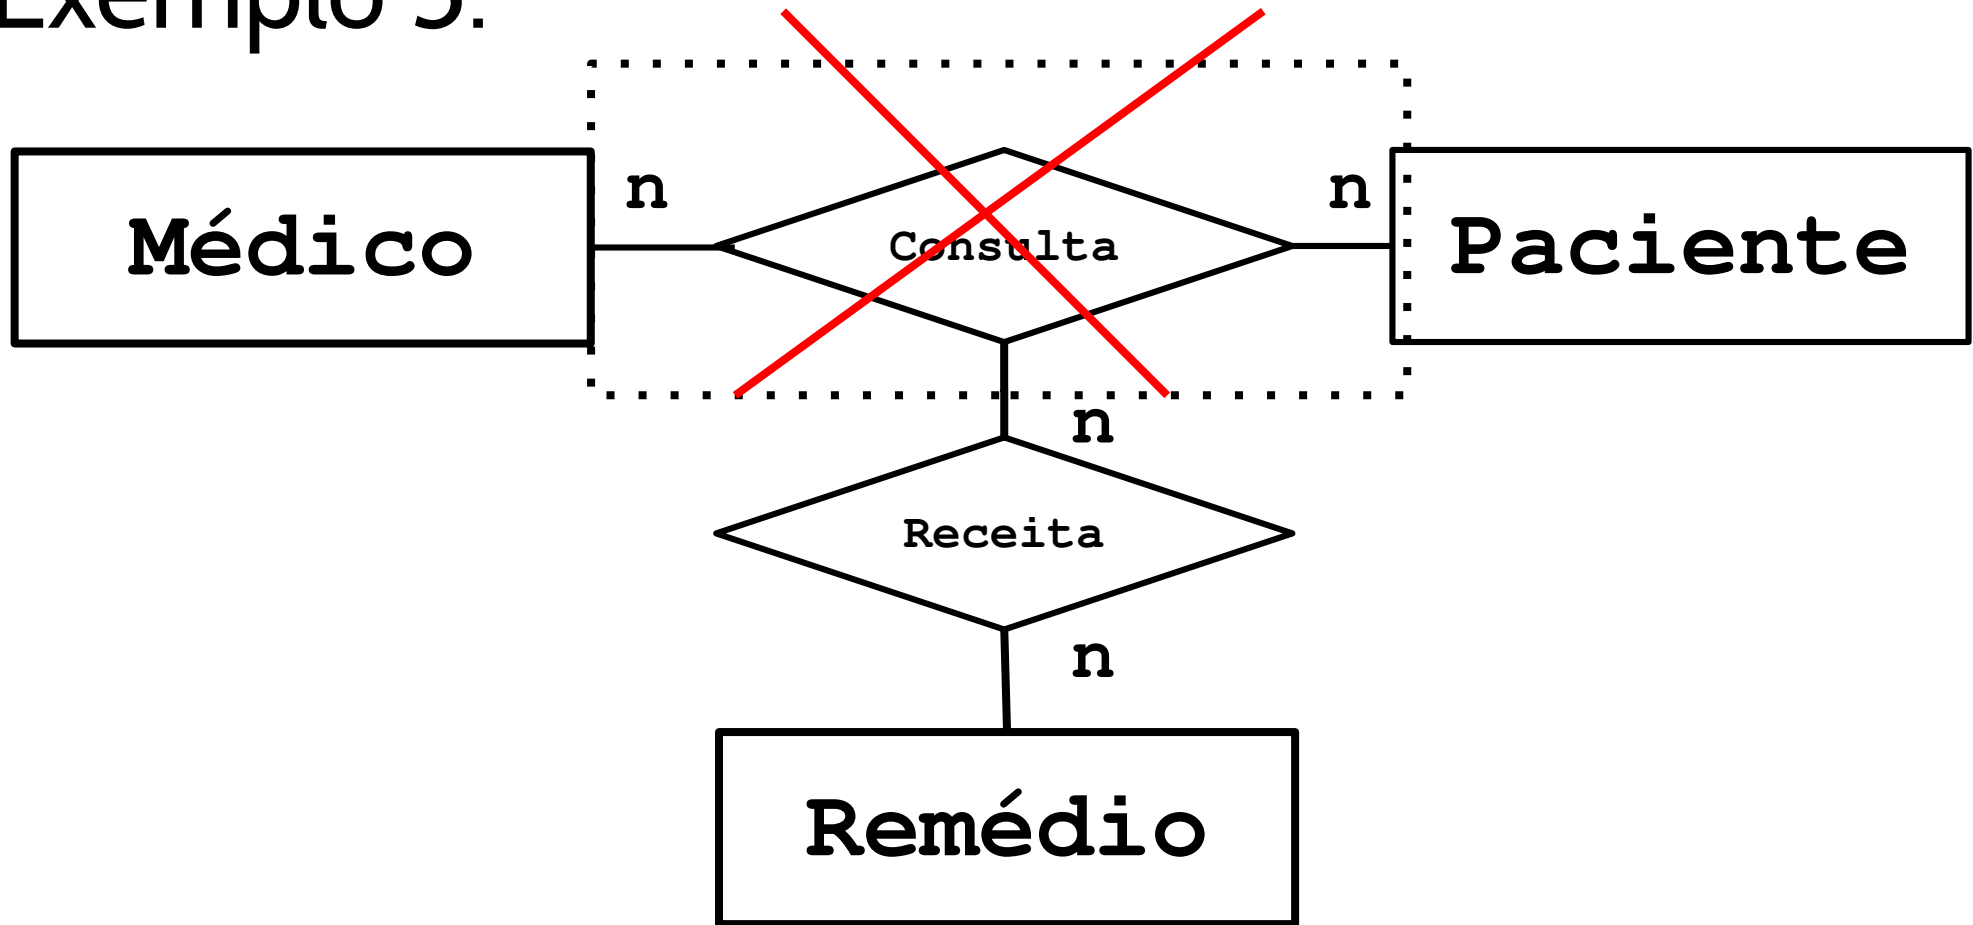 Exemplo 5:
n
n
Médico
Consulta
Paciente
n
Receita
n
Remédio